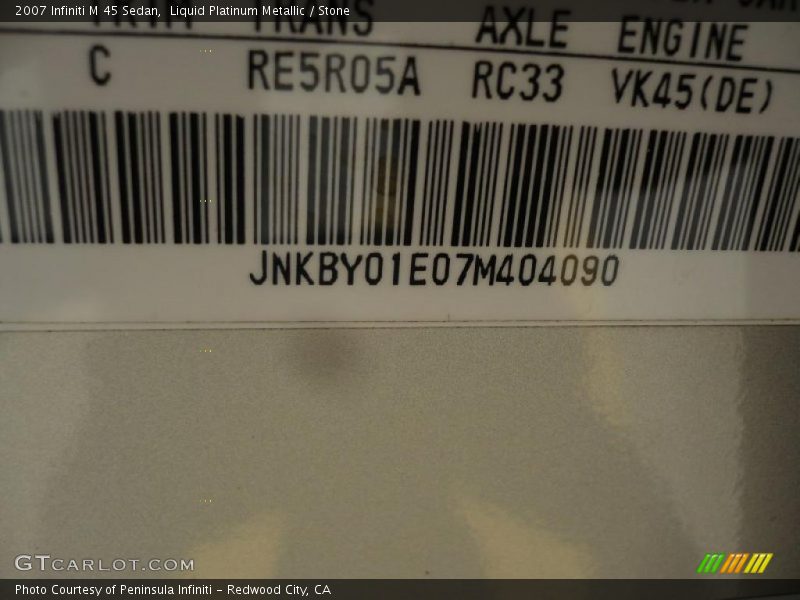 2007 Infiniti M 45 Sedan,  Liquid Platinum Metallic / Stone
TRANS AXLE ENGINE
C RE5R05A RC33 VK45(DE)
JNKBY01E07M404090
GTCARLOT.COM
Photo Courtesy of Peninsula Infiniti - Redwood City, CA